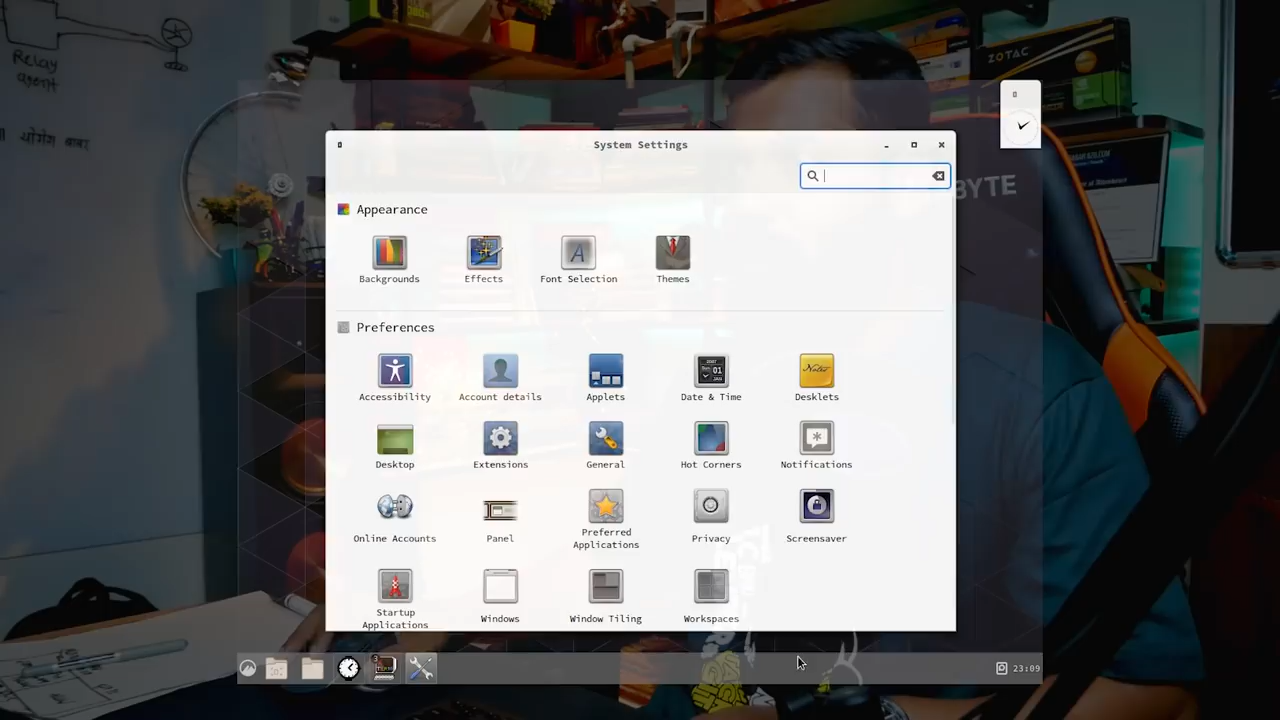 Relay
agent
ZOTAC
BYTE
System Settings
Appearance
Backgrounds
Effects
Font Selection
Themes
Preferences
Accessibility
Account details
Applets
Date & Time
Desklets
Desktop
Extensions
General
Hot Corners
Notifications
Online Accounts
Panel
Preferred
Applications
Privacy
Screensaver
Startup
Applications
Windows
Window Tiling
Workspaces
23:09